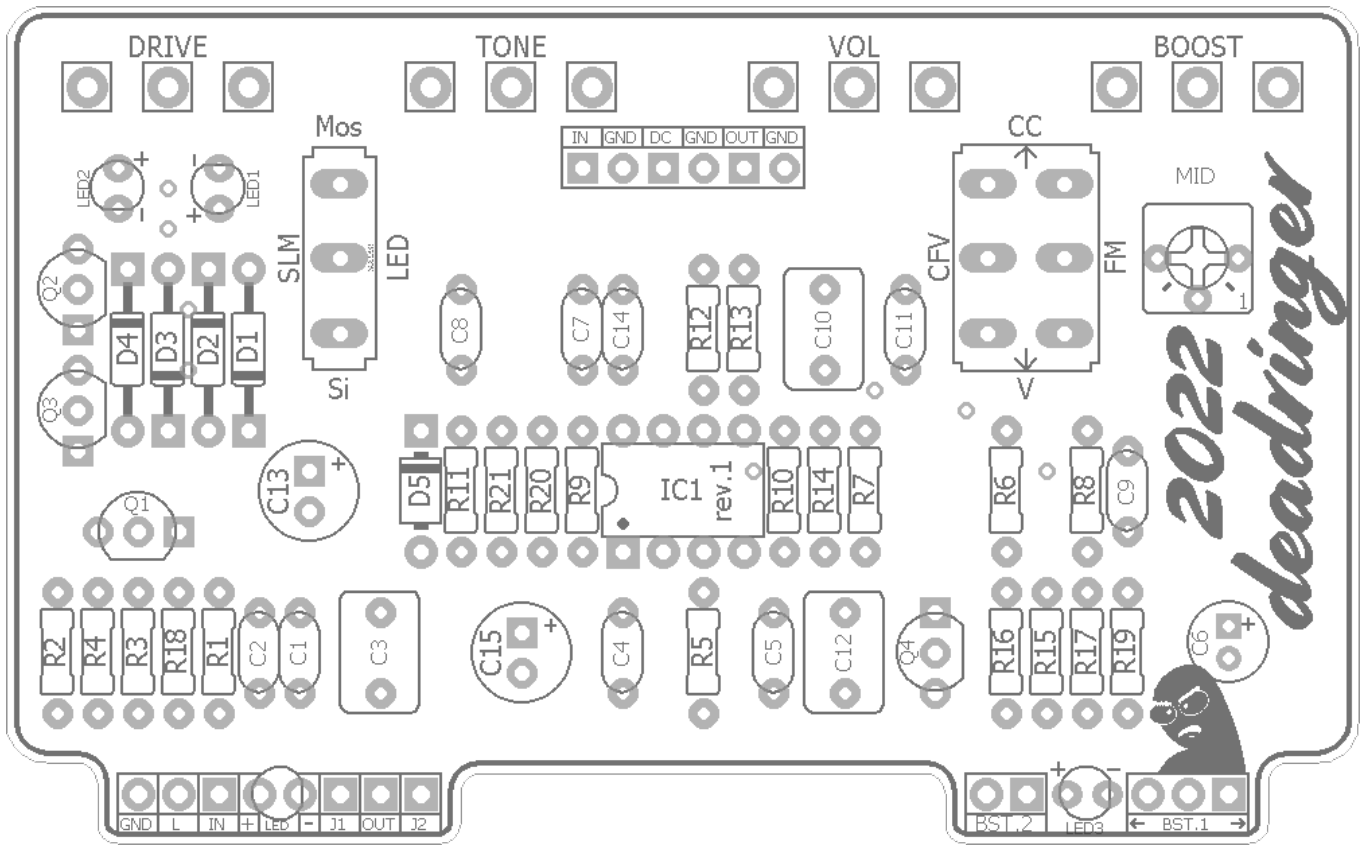 DRIVE TONE VOL BOOST
Mos CC
IN GND DC GND OUT GND
MID
LED2 + - - + LED1
SLM LED CFV FM
1
Q2
D4 D3 D2 D1
C8 C7 C14 R12 R13 C10 C11
Si V
Q3
2022
deadringer
C13 + D5 R11 R21 R20 R9 IC1 rev.1 R10 R14 R7 R6 R8 C9
Q1
R2 R4 R3 R18 R1 C2 C1 C3 C15 + C4 R5 C5 C12 Q4 R16 R15 R17 R19 C6 +
+ -
GND L IN + LED - J1 OUT J2 BST.2 LED3 ← BST.1 →